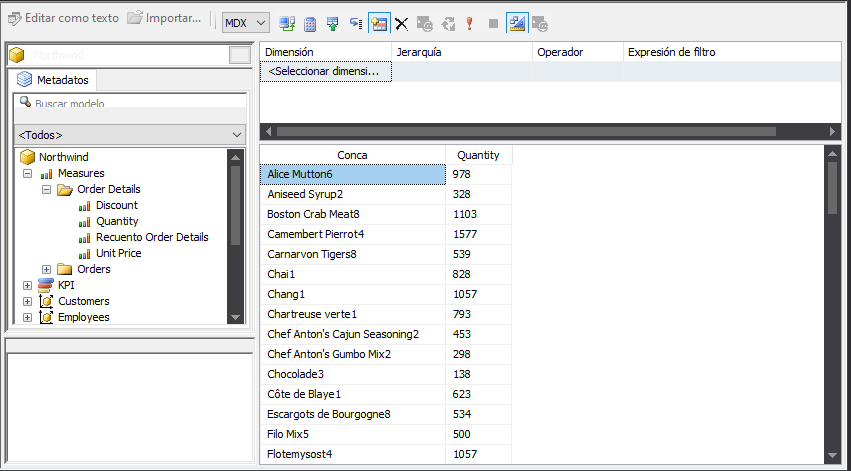 Editar como texto Importar... MDX
Northwind
Metadatos
Buscar modelo
<Todos>
Northwind
Measures
Order Details
Discount
Quantity
Recuento Order Details
Unit Price
Orders
KPI
Customers
Employees
Dimensión Jerarquía Operador Expresión de filtro
<Seleccionar dimensi...
Conca Quantity
Alice Mutton6 978
Aniseed Syrup2 328
Boston Crab Meat8 1103
Camembert Pierrot4 1577
Carnarvon Tigers8 539
Chai1 828
Chang1 1057
Chartreuse verte1 793
Chef Anton's Cajun Seasoning2 453
Chef Anton's Gumbo Mix2 298
Chocolade3 138
Côte de Blaye1 623
Escargots de Bourgogne8 534
Filo Mix5 500
Flotemysost4 1057